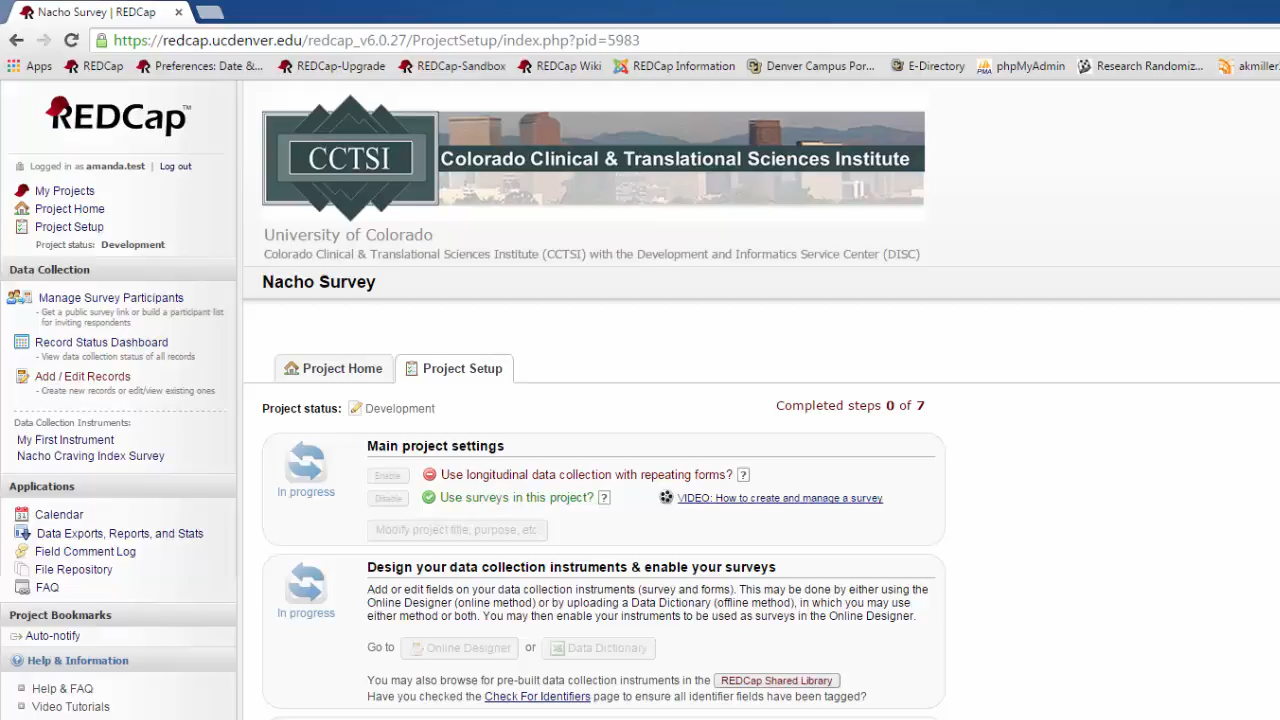 Nacho Survey | REDCap
https://redcap.ucdenver.edu/redcap_v6.0.27/ProjectSetup/index.php?pid=5983
Apps REDCap Preferences: Date &... REDCap-Upgrade REDCap-Sandbox REDCap Wiki REDCap Information Denver Campus Por... E-Directory phpMyAdmin Research Randomiz... akmiller
REDCap™
Logged in as amanda.test | Log out
My Projects
Project Home
Project Setup
Project status: Development
Data Collection
Manage Survey Participants
- Get a public survey link or build a participant list
for inviting respondents
Record Status Dashboard
- View data collection status of all records
Add / Edit Records
- Create new records or edit/view existing ones
Data Collection Instruments:
My First Instrument
Nacho Craving Index Survey
Applications
Calendar
Data Exports, Reports, and Stats
Field Comment Log
File Repository
FAQ
Project Bookmarks
Auto-notify
Help & Information
Help & FAQ
Video Tutorials
CCTSI
Colorado Clinical & Translational Sciences Institute
University of Colorado
Colorado Clinical & Translational Sciences Institute (CCTSI) with the Development and Informatics Service Center (DISC)
Nacho Survey
Project Home Project Setup
Project status: Development
Completed steps 0 of 7
In progress
Main project settings
Enable Use longitudinal data collection with repeating forms? ?
Disable Use surveys in this project? ? VIDEO: How to create and manage a survey
Modify project title, purpose, etc.
In progress
Design your data collection instruments & enable your surveys
Add or edit fields on your data collection instruments (survey and forms). This may be done by either using the
Online Designer (online method) or by uploading a Data Dictionary (offline method), in which you may use
either method or both. You may then enable your instruments to be used as surveys in the Online Designer.
Go to Online Designer or Data Dictionary
You may also browse for pre-built data collection instruments in the REDCap Shared Library
Have you checked the Check For Identifiers page to ensure all identifier fields have been tagged?